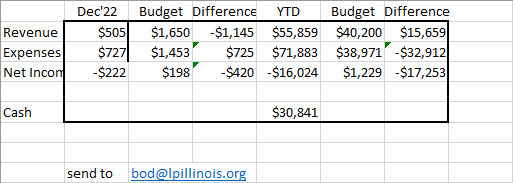 Dec'22 Budget Difference YTD Budget Difference
Revenue $505 $1,650 -$1,145 $55,859 $40,200 $15,659
Expenses $727 $1,453 $725 $71,883 $38,971 -$32,912
Net Incom -$222 $198 -$420 -$16,024 $1,229 -$17,253
Cash $30,841
send to bod@lpillinois.org